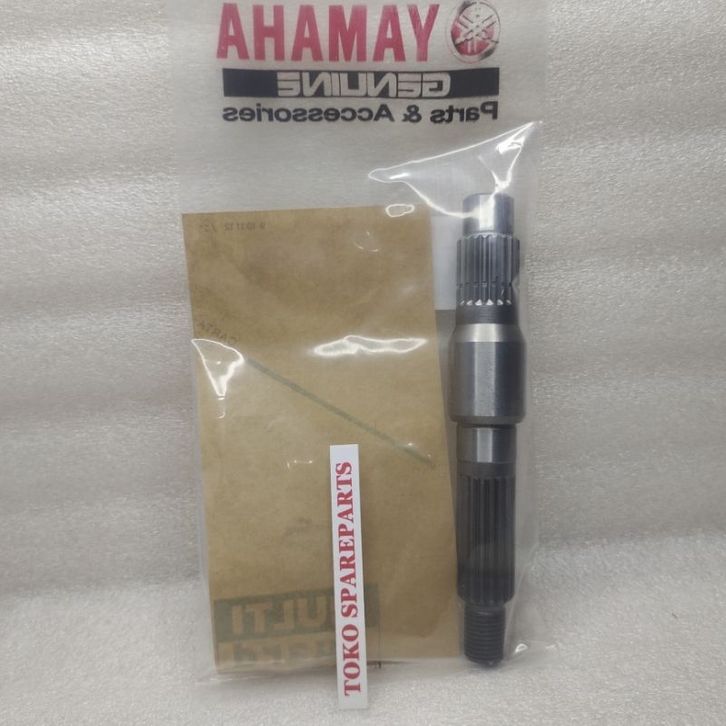 YAMAHA
GENUINE
Parts & Accessories
TOKO SPAREPARTS